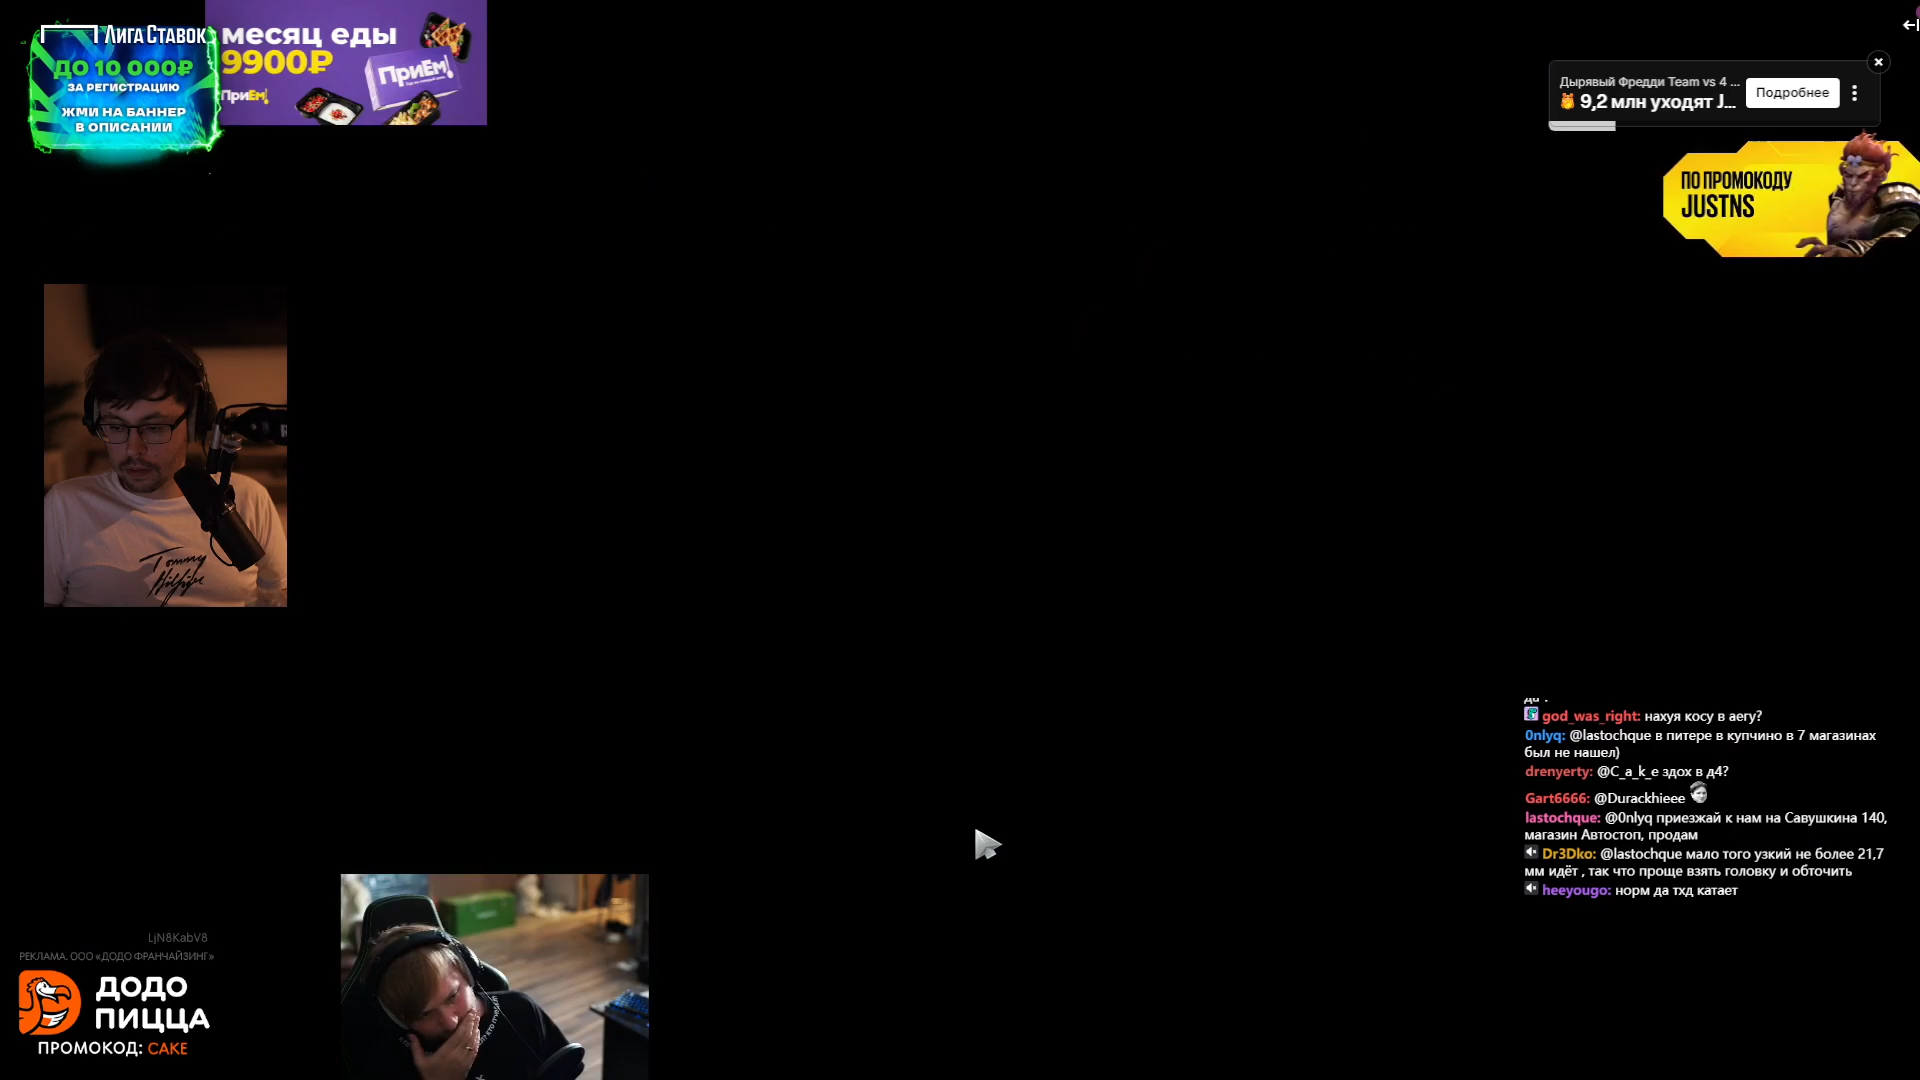 Лига Ставок
ДО 10 000₽
ЗА РЕГИСТРАЦИЮ
ЖМИ НА БАННЕР
В ОПИСАНИИ
месяц еды
9900₽
ПриЕм!
ПриЕм!
Дырявый Фредди Team vs 4 ...
9,2 млн уходят J...
Подробнее
ПО ПРОМОКОДУ
JUSTNS
Tommy
Hilfiger
god_was_right: нахуя косу в аегу?
0nlyq: @lastochque в питере в купчино в 7 магазинах
был не нашел)
drenyerty: @C_a_k_e здох в д4?
Gart6666: @Durackhieee
lastochque: @0nlyq приезжай к нам на Савушкина 140,
магазин Автостоп, продам
Dr3Dko: @lastochque мало того узкий не более 21,7
мм идёт , так что проще взять головку и обточить
heeyougo: норм да тхд катает
LjN8KabV8
РЕКЛАМА. ООО «ДОДО ФРАНЧАЙЗИНГ»
ДОДО
ПИЦЦА
ПРОМОКОД: CAKE